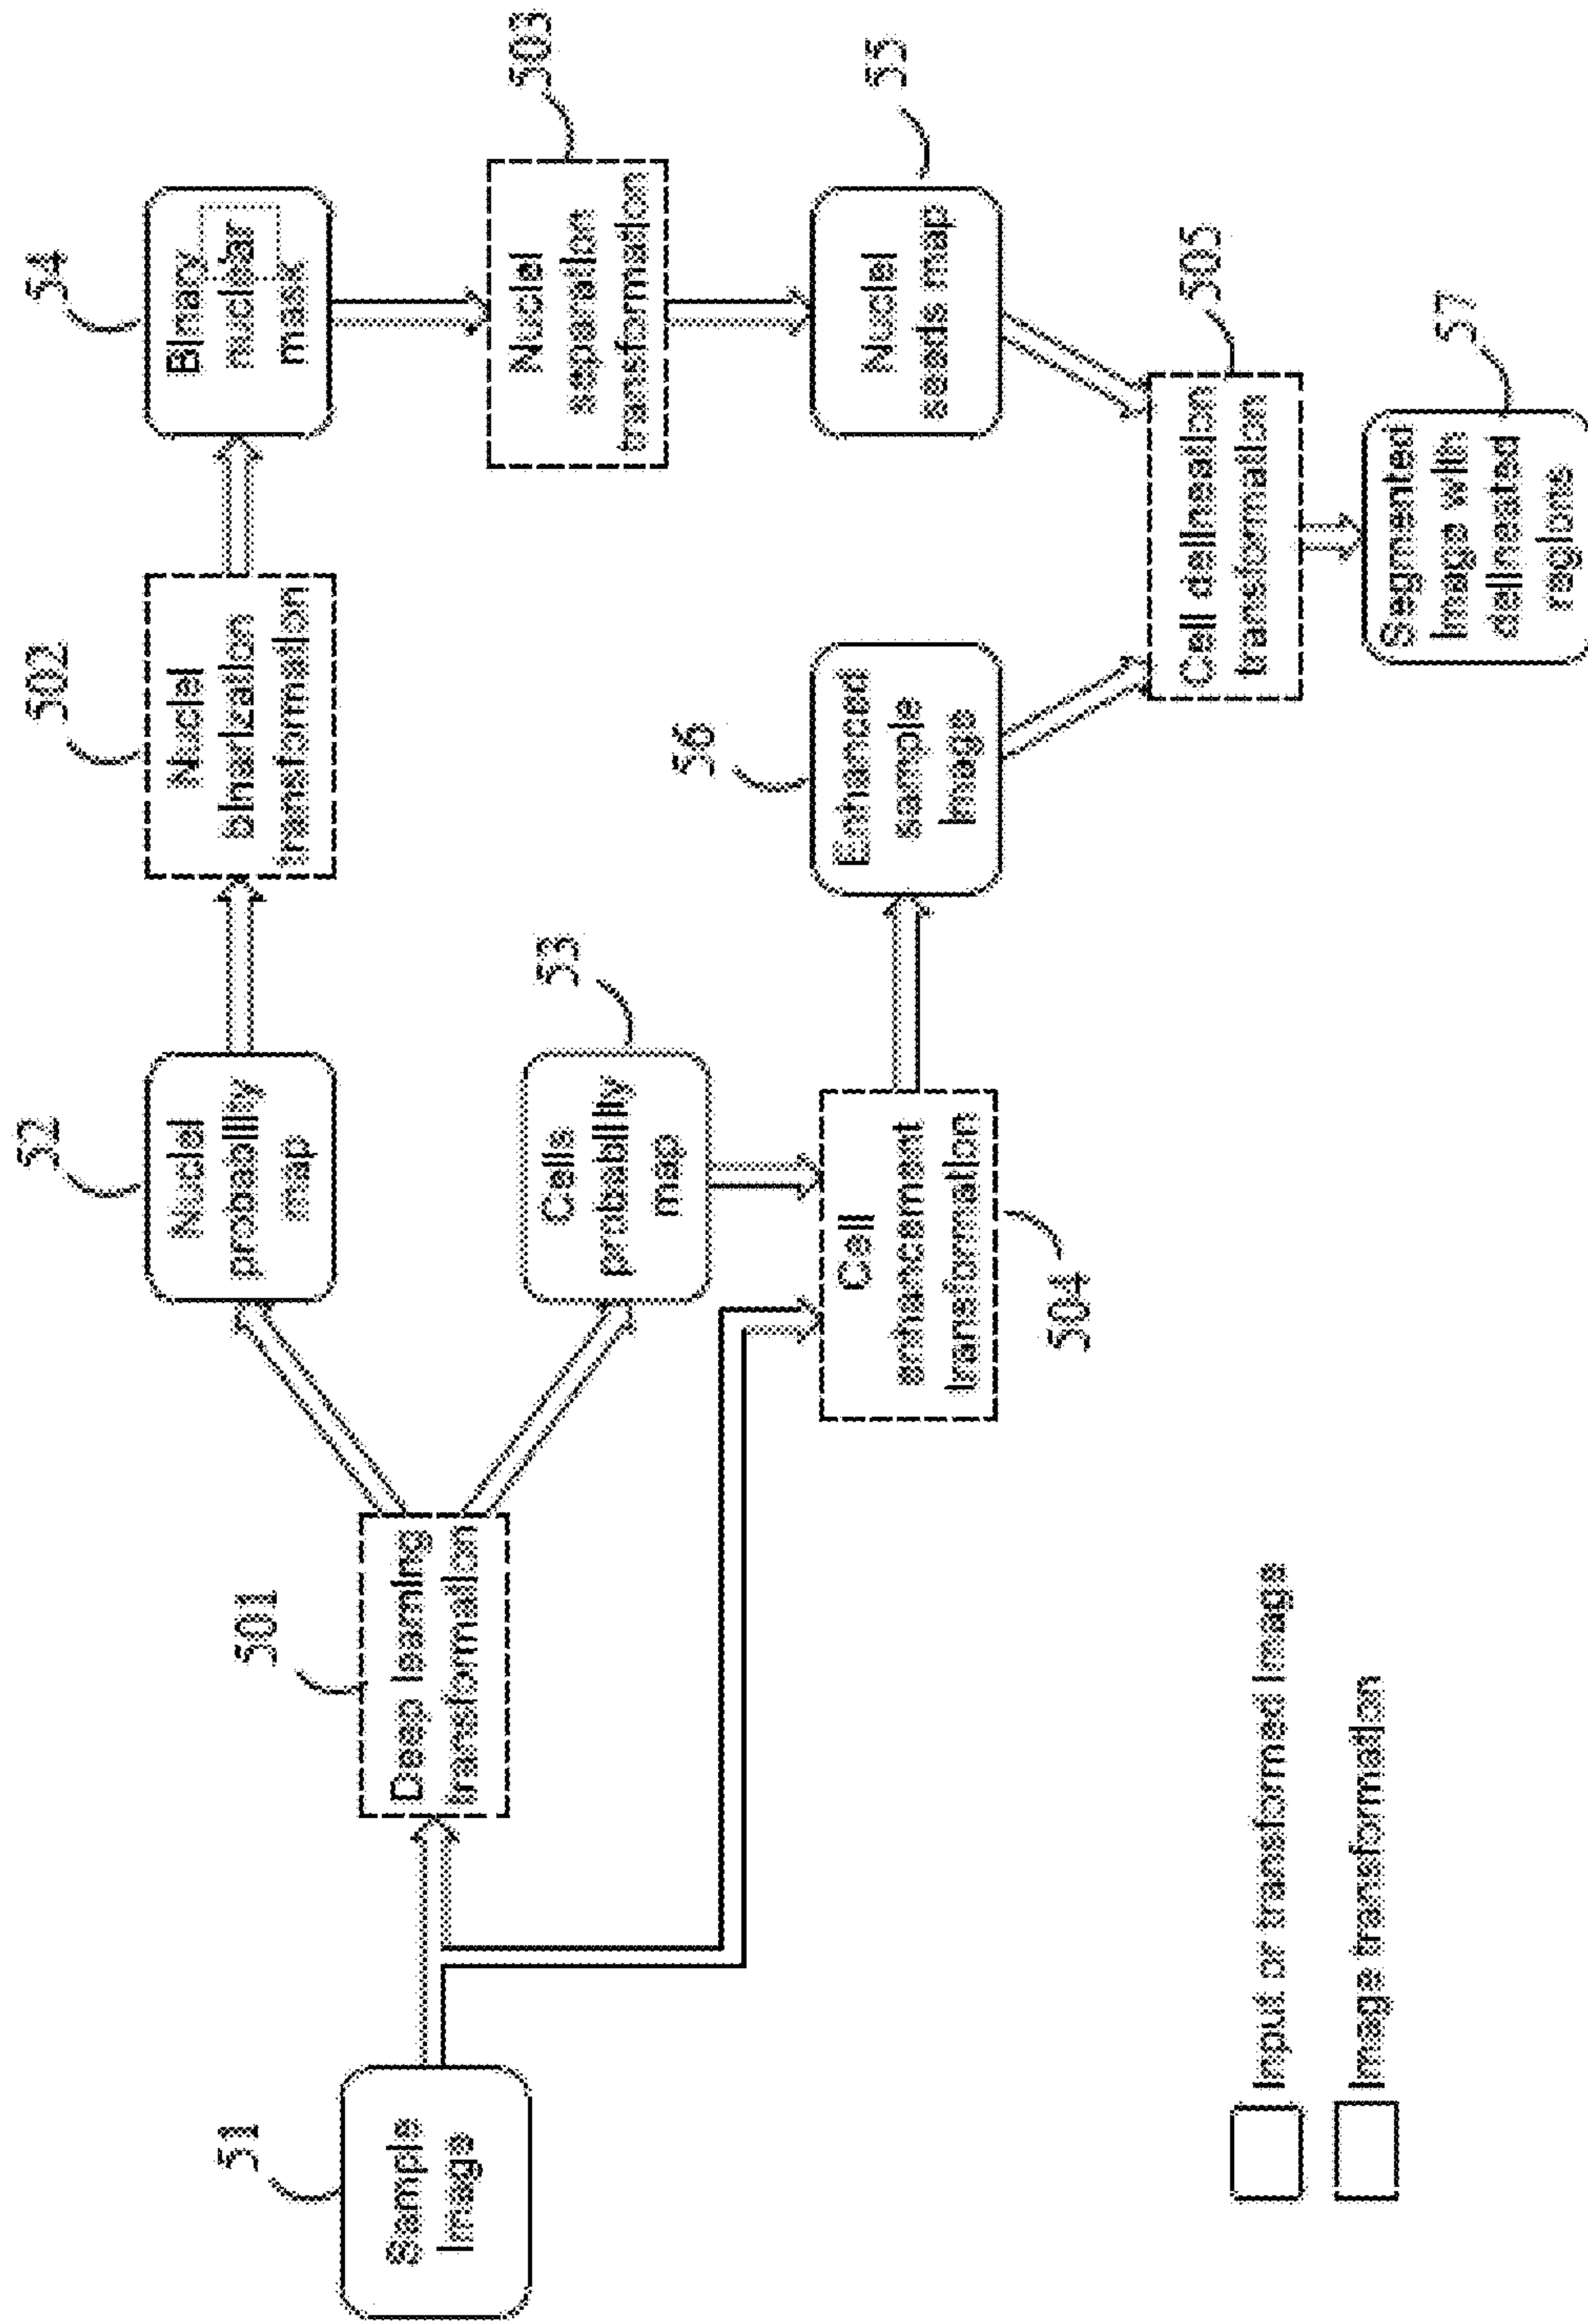 51
Sample
Image
501
Deep learning
transformation
52
Nuclei
probability
map
53
Cells
probability
map
502
Nuclei
binarization
transformation
54
Binary
nuclear
mask
503
Nuclei
separation
transformation
55
Nuclei
seeds map
Cell
enhancement
transformation
504
56
Enhanced
sample
Image
505
Cell delineation
transformation
57
Segmented
Image with
delineated
regions
Input or transformed Image
Image transformation